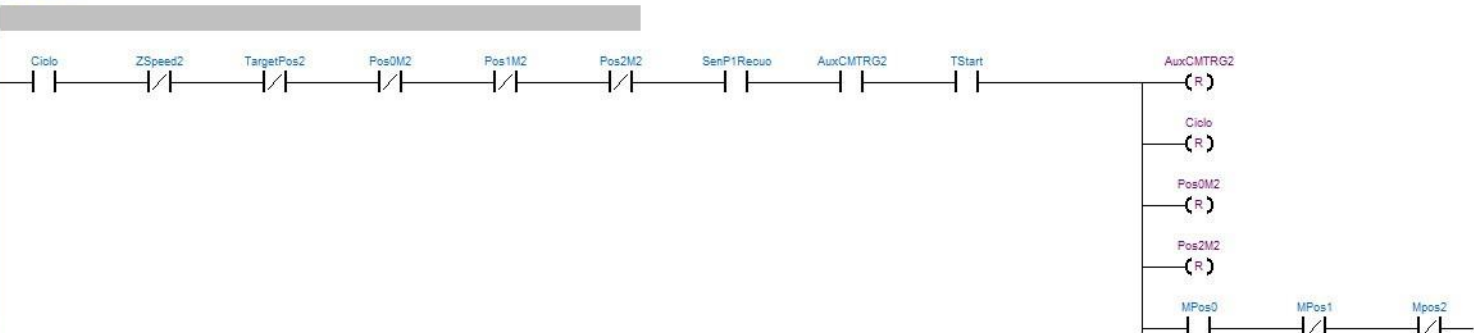 Ciclo ZSpeed2 TargetPos2 Pos0M2 Pos1M2 Pos2M2 SenP1Recuo AuxCMTRG2 TStart AuxCMTRG2
R
Ciclo
R
Pos0M2
R
Pos2M2
R
MPos0 MPos1 Mpos2